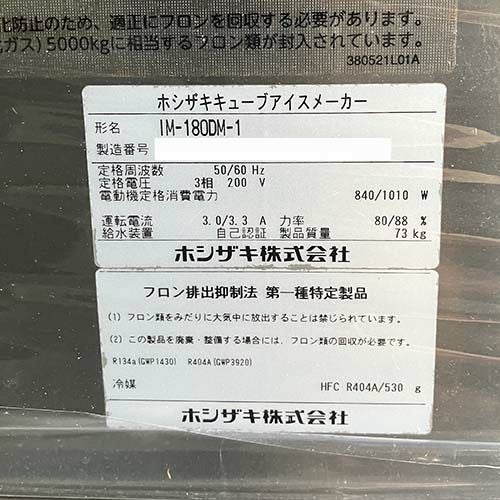 化防止のため、適正にフロンを回収する必要があります。
化ガス) 5000kgに相当するフロン類が封入されています。
380521L01A
ホシザキキューブアイスメーカー
形名 IM-180DM-1
製造番号
定格周波数 50/60 Hz
定格電圧 3相 200 V
電動機定格消費電力 840/1010 W
運転電流 3.0/3.3 A 力率 80/88 %
給水装置 自己認証 製品質量 73 kg
ホシザキ株式会社
フロン排出抑制法 第一種特定製品
(1) フロン類をみだりに大気中に放出することは禁じられています。
(2) この製品を廃棄・整備する場合には、フロン類の回収が必要です。
R134a(GWP1430) R404A(GWP3920)
冷媒 HFC R404A/530 g
ホシザキ株式会社